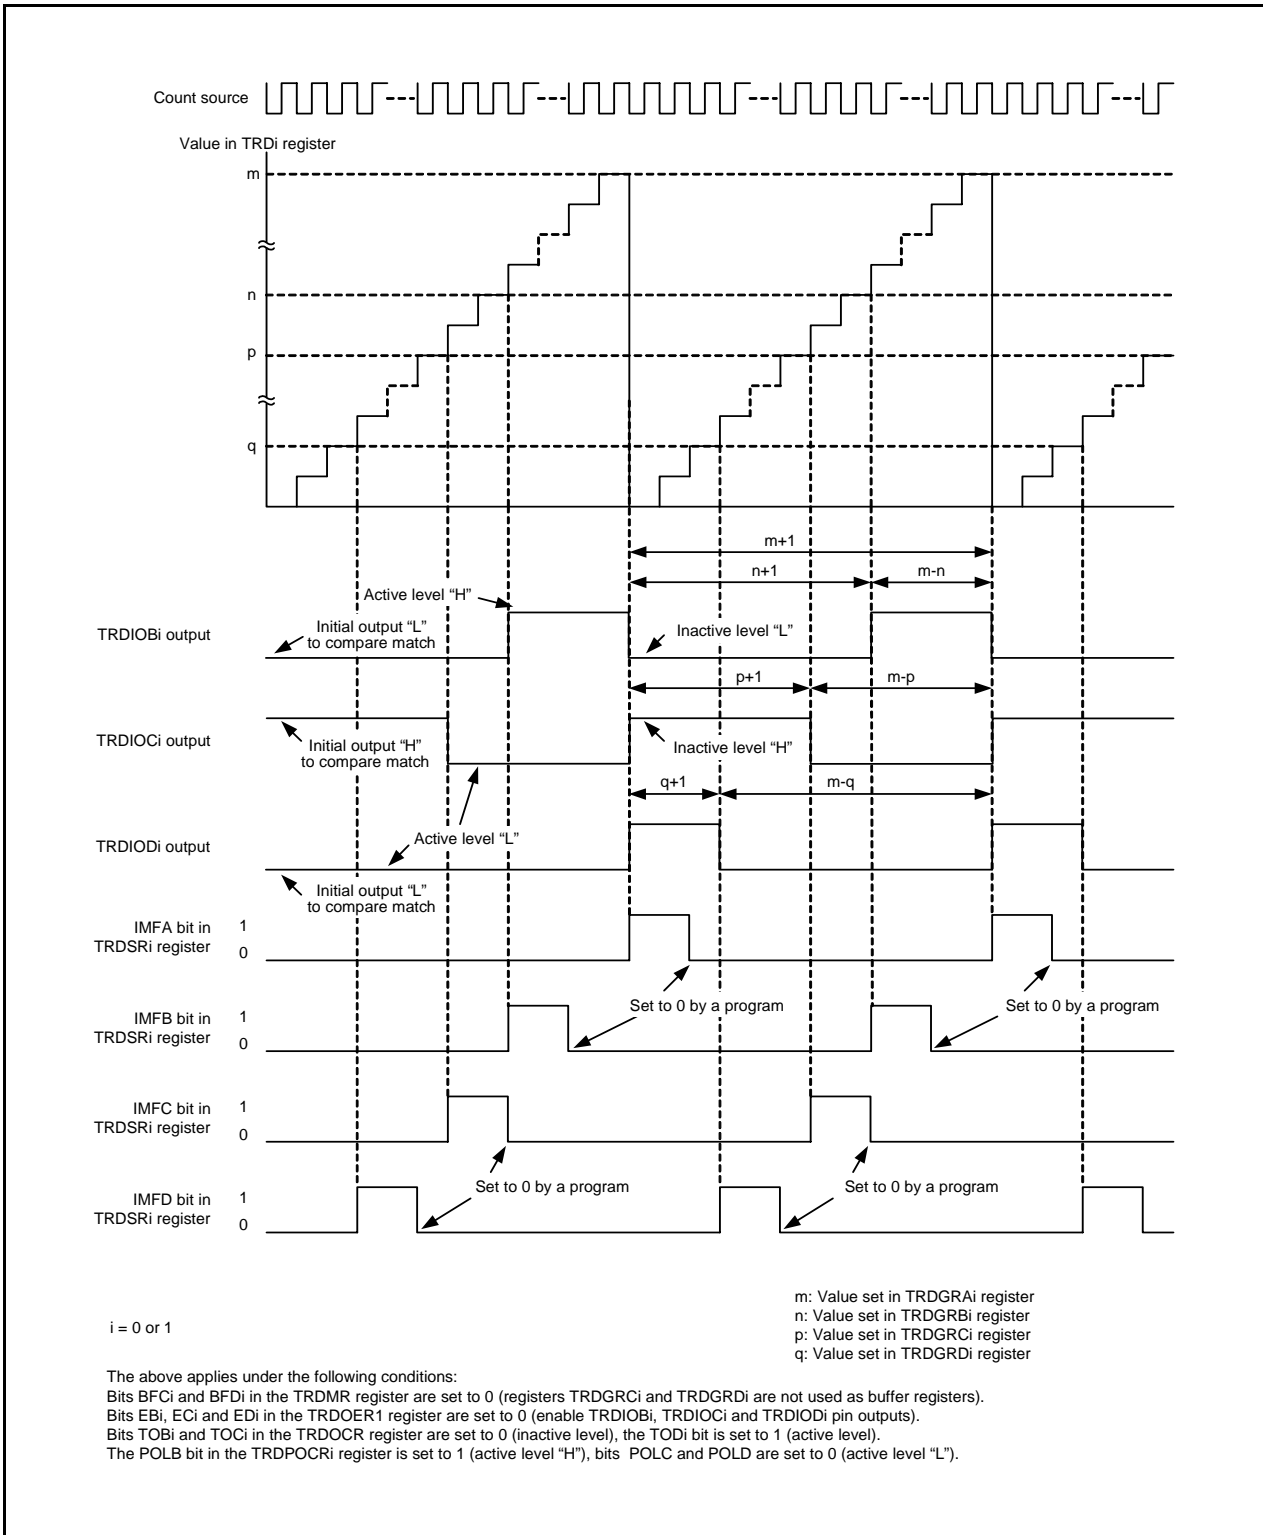 Count source
Value in TRDi register
m
n
p
q
m+1
n+1
m-n
Active level “H”
TRDIOBi output
Initial output “L”
to compare match
Inactive level “L”
p+1
m-p
TRDIOCi output
Initial output “H”
to compare match
Inactive level “H”
q+1
m-q
TRDIODi output
Active level “L”
Initial output “L”
to compare match
IMFA bit in
TRDSRi register
1
0
Set to 0 by a program
Set to 0 by a program
IMFB bit in
TRDSRi register
1
0
IMFC bit in
TRDSRi register
1
0
Set to 0 by a program
Set to 0 by a program
IMFD bit in
TRDSRi register
1
0
m: Value set in TRDGRAi register
n: Value set in TRDGRBi register
p: Value set in TRDGRCi register
q: Value set in TRDGRDi register
i = 0 or 1
The above applies under the following conditions:
Bits BFCi and BFDi in the TRDMR register are set to 0 (registers TRDGRCi and TRDGRDi are not used as buffer registers).
Bits EBi, ECi and EDi in the TRDOER1 register are set to 0 (enable TRDIOBi, TRDIOCi and TRDIODi pin outputs).
Bits TOBi and TOCi in the TRDOCR register are set to 0 (inactive level), the TODi bit is set to 1 (active level).
The POLB bit in the TRDPOCRi register is set to 1 (active level “H”), bits POLC and POLD are set to 0 (active level “L”).